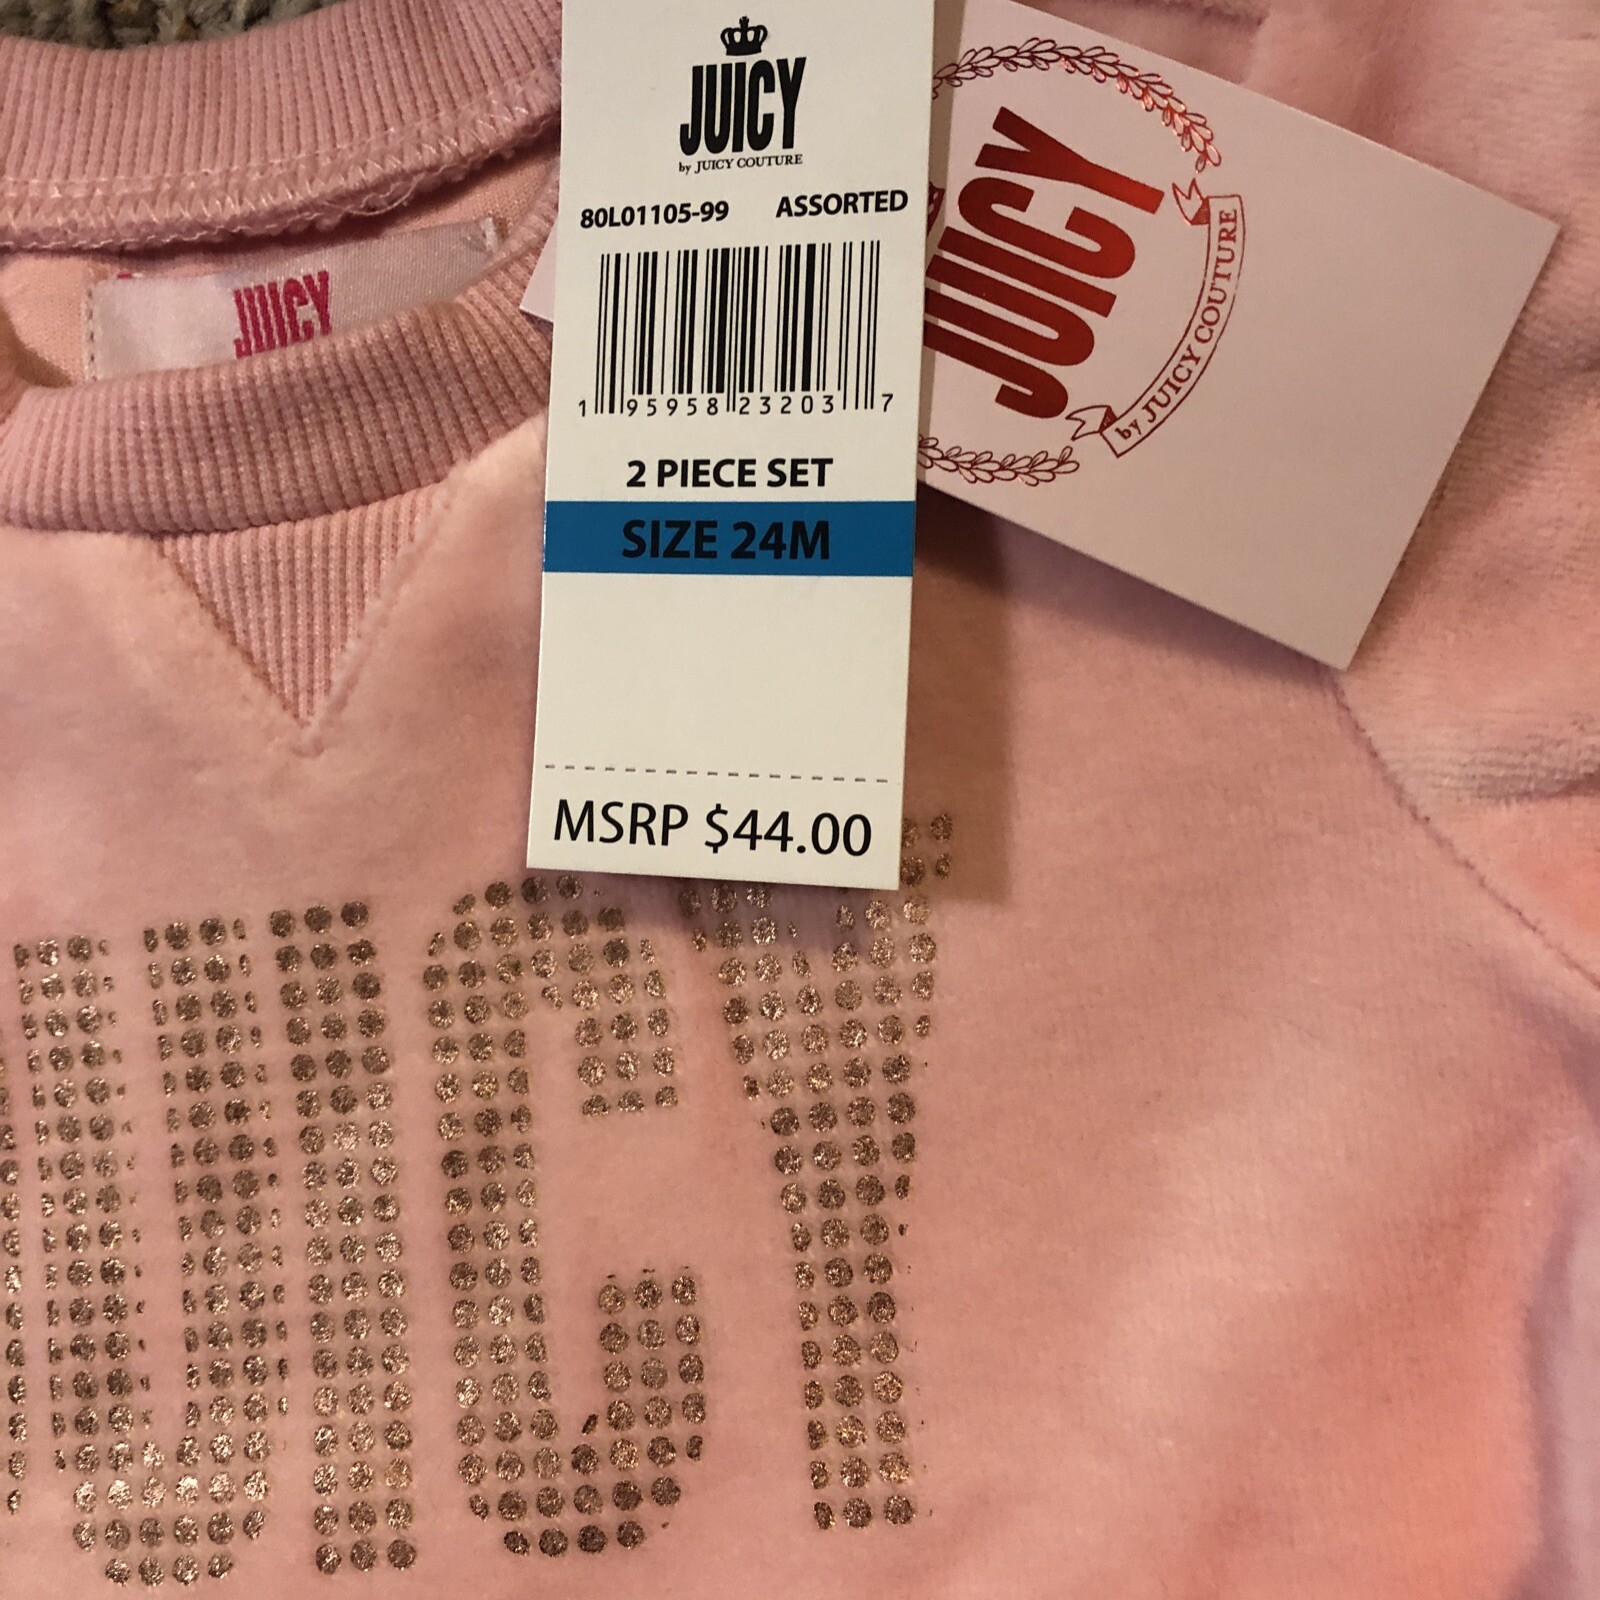 JUICY
by JUICY COUTURE
80L01105-99 ASSORTED
1 95958 23203 7
2 PIECE SET
SIZE 24M
MSRP $44.00
JUICY
by JUICY COUTURE
JUICY
UICY